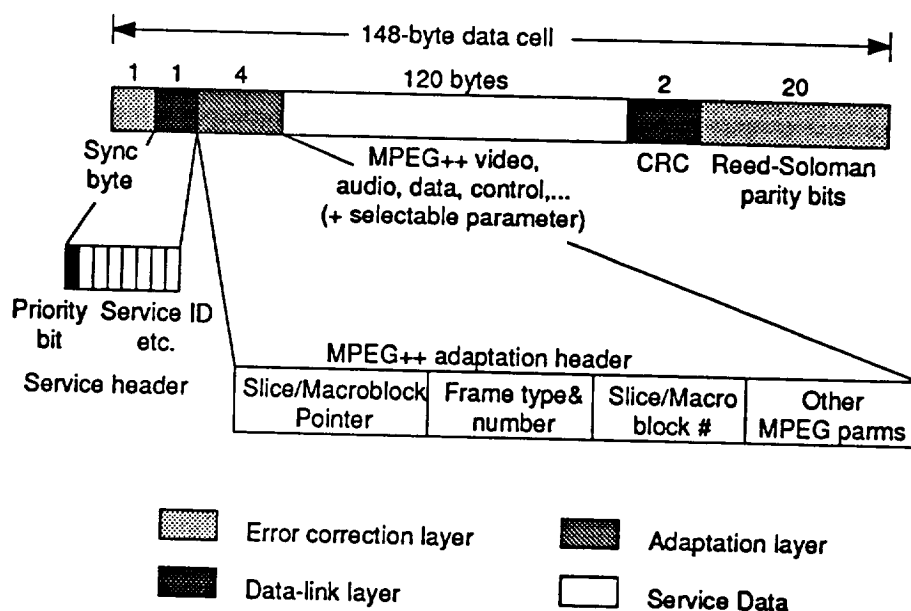 148-byte data cell
1 1 4 120 bytes 2 20
Sync
byte
MPEG++ video,
audio, data, control,...
(+ selectable parameter)
CRC
Reed-Soloman
parity bits
Priority
bit
Service ID
etc.
Service header
MPEG++ adaptation header
Slice/Macroblock
Pointer
Frame type&
number
Slice/Macro
block #
Other
MPEG parms
Error correction layer
Adaptation layer
Data-link layer
Service Data